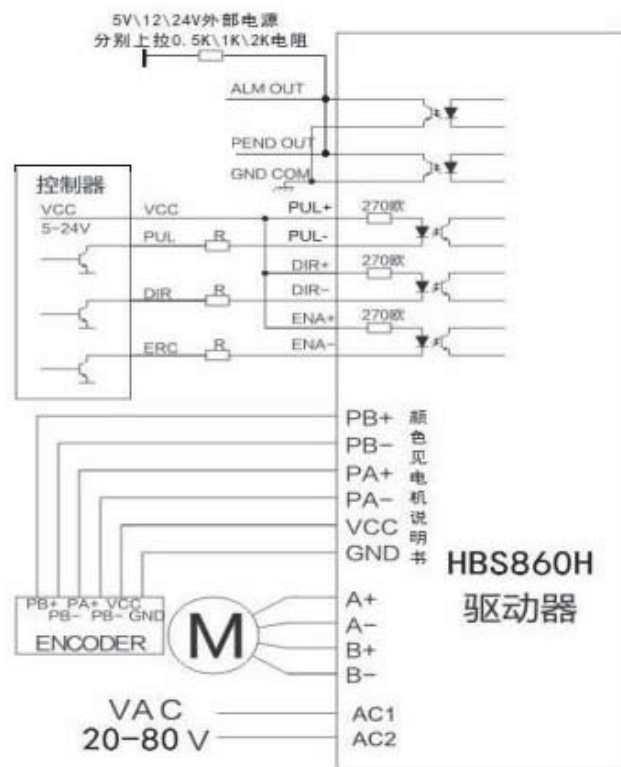 5V\12\24V外部电源
分别上拉0.5K\1K\2K电阻
ALM OUT
PEND OUT
GND COM
控制器
VCC
5-24V
VCC
PUL+
270欧
PUL
R
PUL-
DIR+
270欧
DIR
R
DIR-
ENA+
270欧
ERC
R
ENA-
PB+
PB-
PA+
PA-
VCC
GND
颜色见电机说明书
HBS860H
驱动器
PB+ PA+ VCC
PB- PB- GND
ENCODER
M
A+
A-
B+
B-
VAC
20-80 V
AC1
AC2